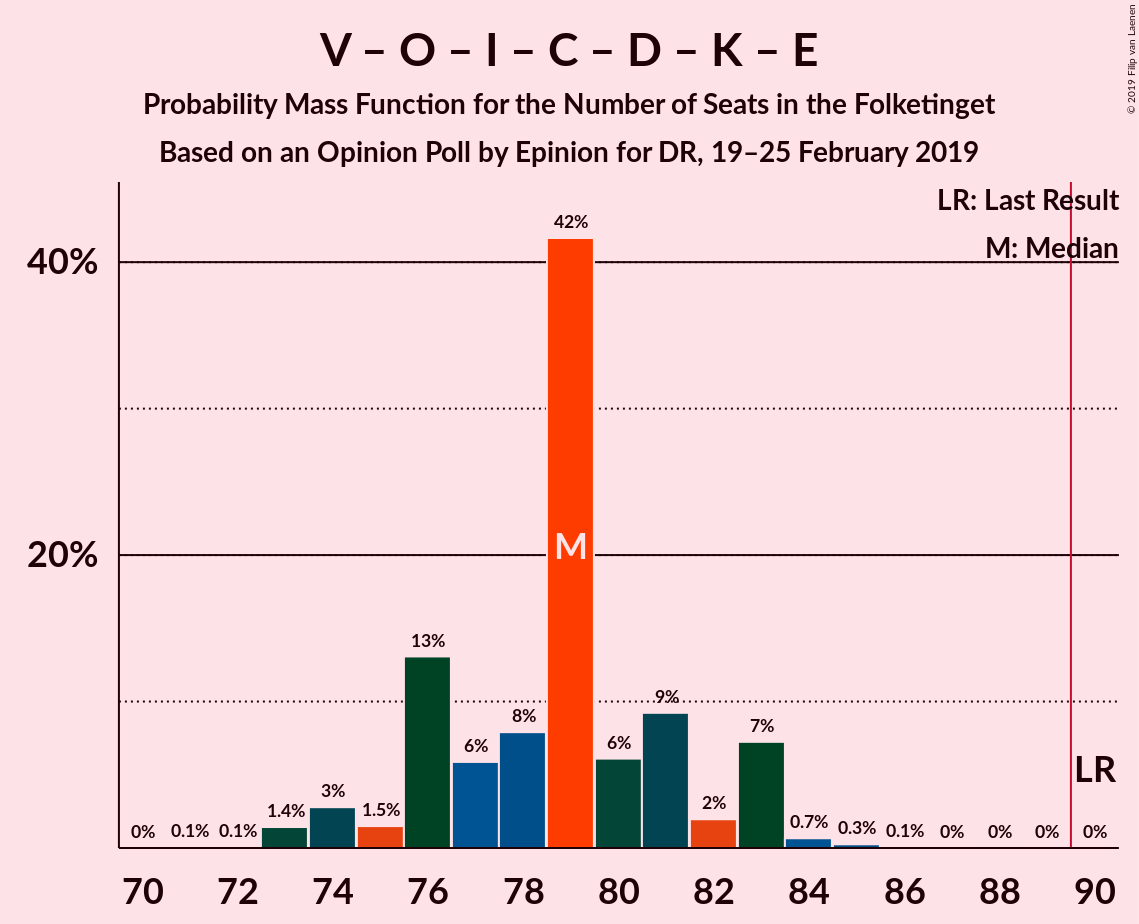 V – O – I – C – D – K – E
Probability Mass Function for the Number of Seats in the Folketinget
Based on an Opinion Poll by Epinion for DR, 19–25 February 2019
© 2019 Filip van Laenen
LR: Last Result
M: Median
40%
20%
0%
0.1%
0.1%
1.4%
3%
1.5%
13%
6%
8%
42%
6%
9%
2%
7%
0.7%
0.3%
0.1%
0%
0%
0%
0%
M
LR
70 72 74 76 78 80 82 84 86 88 90